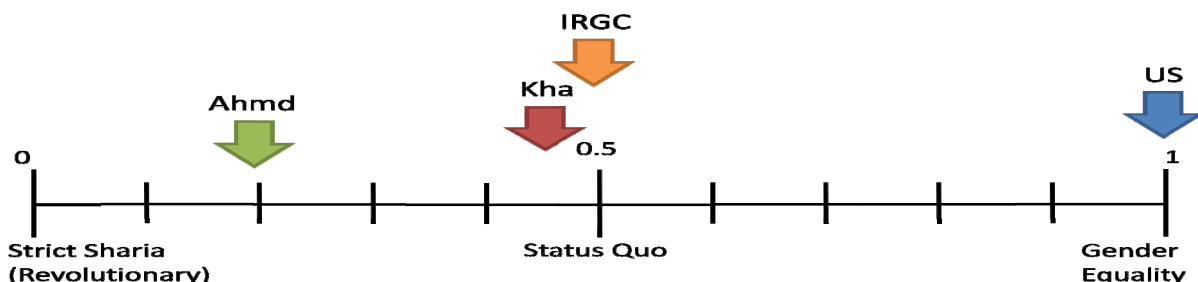 IRGC
US
Kha
Ahmd
0
0.5
1
Strict Sharia
(Revolutionary)
Status Quo
Gender
Equality